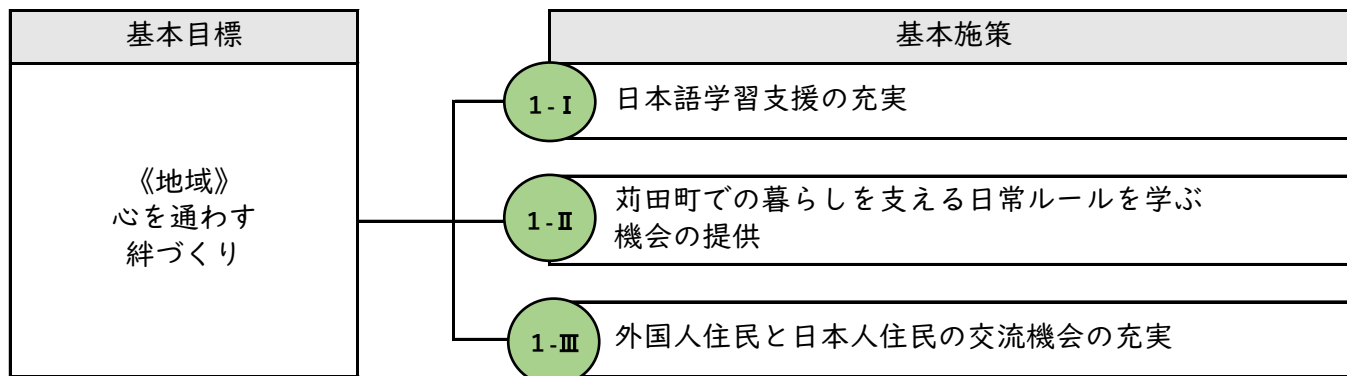 基本目標
《地域》
心を通わす
絆づくり
基本施策
1-Ⅰ
日本語学習支援の充実
1-Ⅱ
苅田町での暮らしを支える日常ルールを学ぶ
機会の提供
1-Ⅲ
外国人住民と日本人住民の交流機会の充実